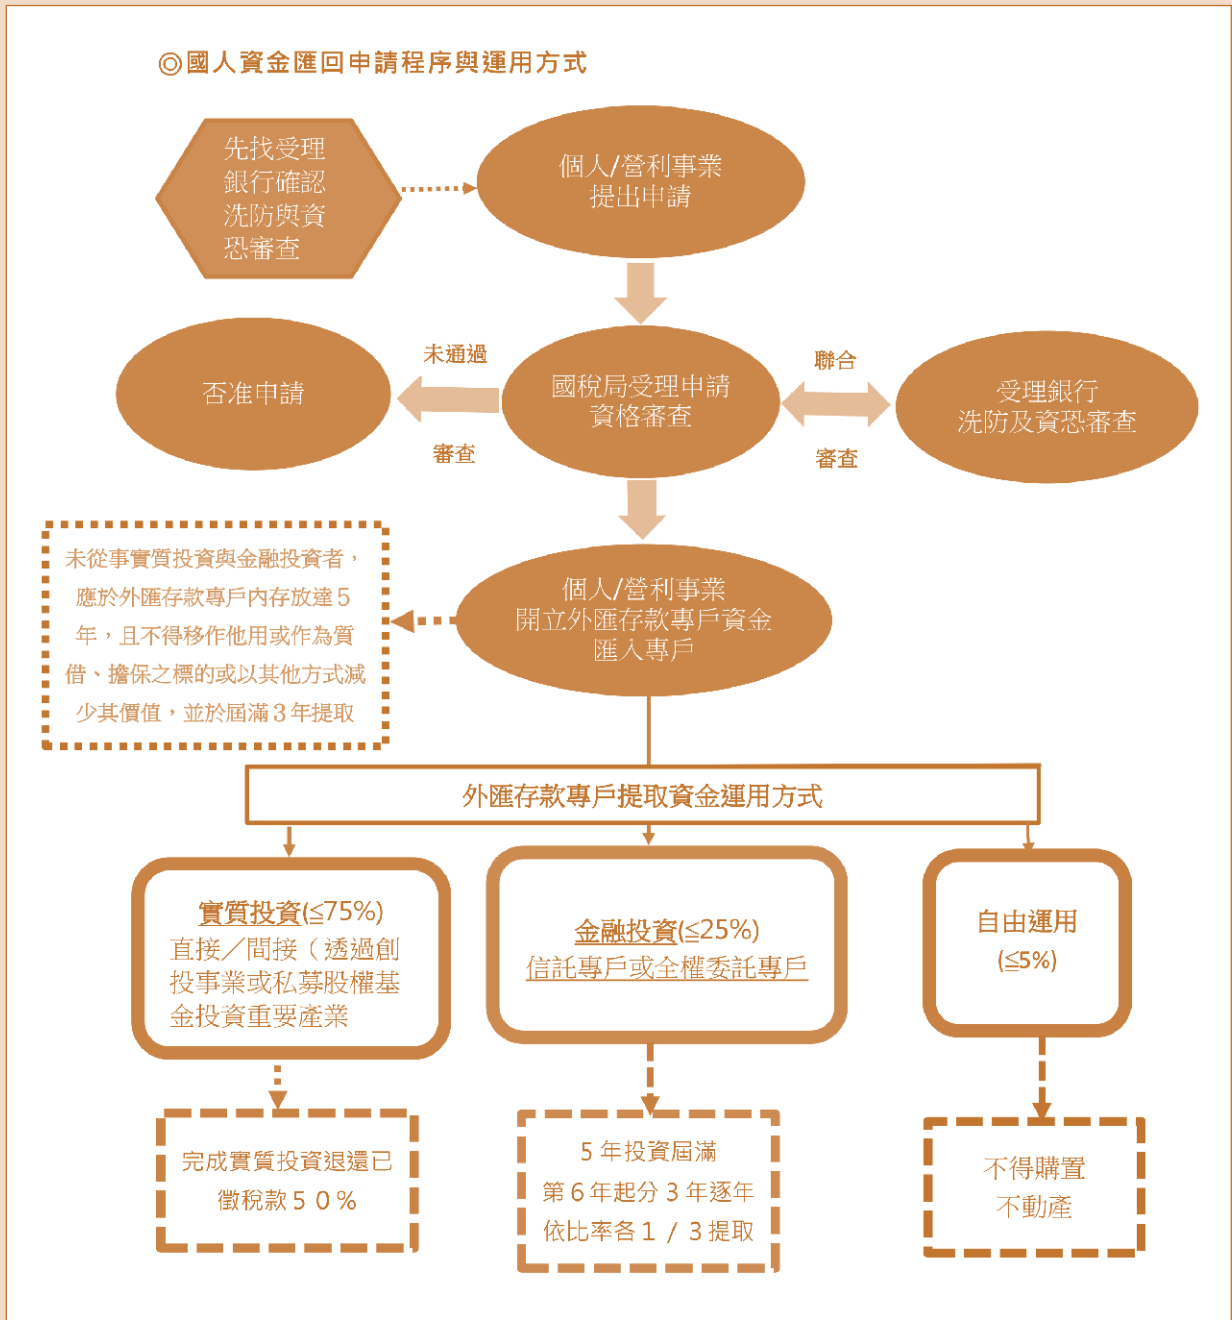 ◎國人資金匯回申請程序與運用方式
先找受理
銀行確認
洗防與資
恐審查
個人/營利事業
提出申請
未通過
審查
否准申請
國稅局受理申請
資格審查
聯合
審查
受理銀行
洗防及資恐審查
未從事實質投資與金融投資者，
應於外匯存款專戶內存放達5
年，且不得移作他用或作為質
借、擔保之標的或以其他方式減
少其價值，並於屆滿3年提取
個人/營利事業
開立外匯存款專戶資金
匯入專戶
外匯存款專戶提取資金運用方式
實質投資(≦75%)
直接／間接（透過創
投事業或私募股權基
金投資重要產業
金融投資(≦25%)
信託專戶或全權委託專戶
自由運用
(≦5%)
完成實質投資退還已
徵稅款５０％
5 年投資屆滿
第 6 年起分 3 年逐年
依比率各 1 / 3 提取
不得購置
不動產